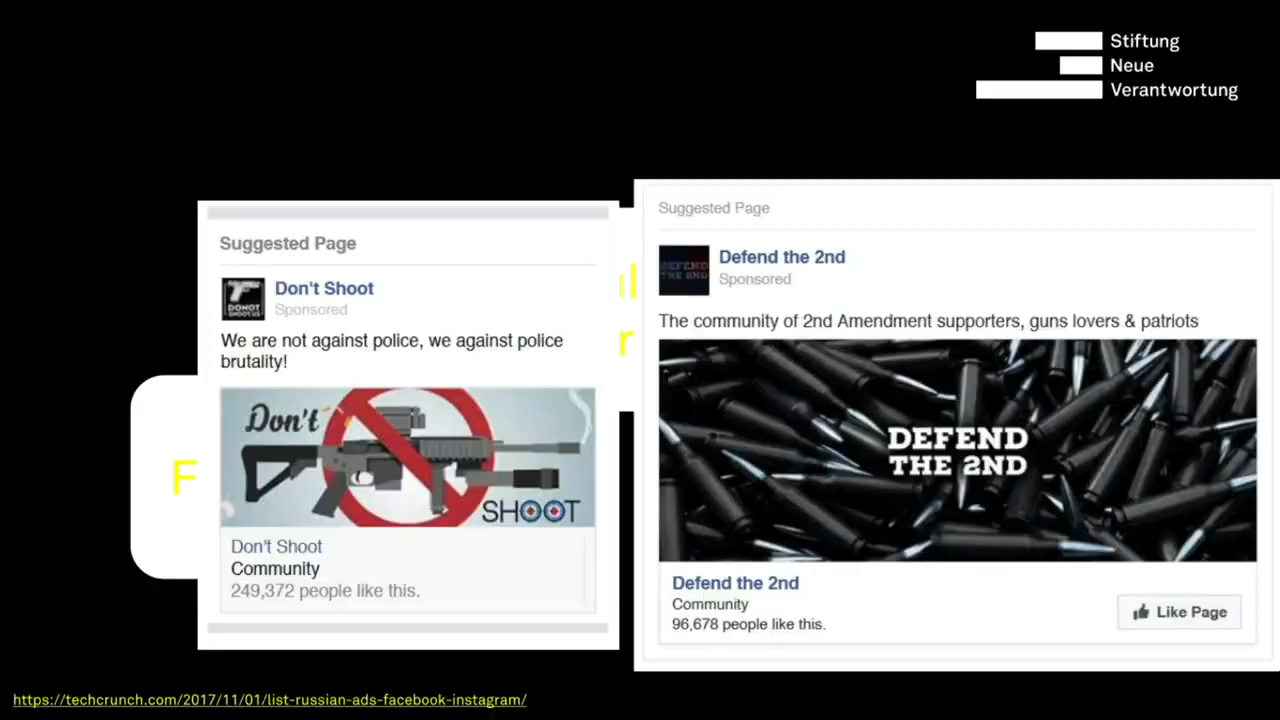 Stiftung
Neue
Verantwortung
Suggested Page
Don't Shoot
Sponsored
We are not against police, we against police
brutality!
Don't
SHOOT
Don't Shoot
Community
249,372 people like this.
Suggested Page
DEFEND
THE 2ND
Defend the 2nd
Sponsored
The community of 2nd Amendment supporters, guns lovers & patriots
DEFEND
THE 2ND
Defend the 2nd
Community
96,678 people like this.
Like Page
F
https://techcrunch.com/2017/11/01/list-russian-ads-facebook-instagram/